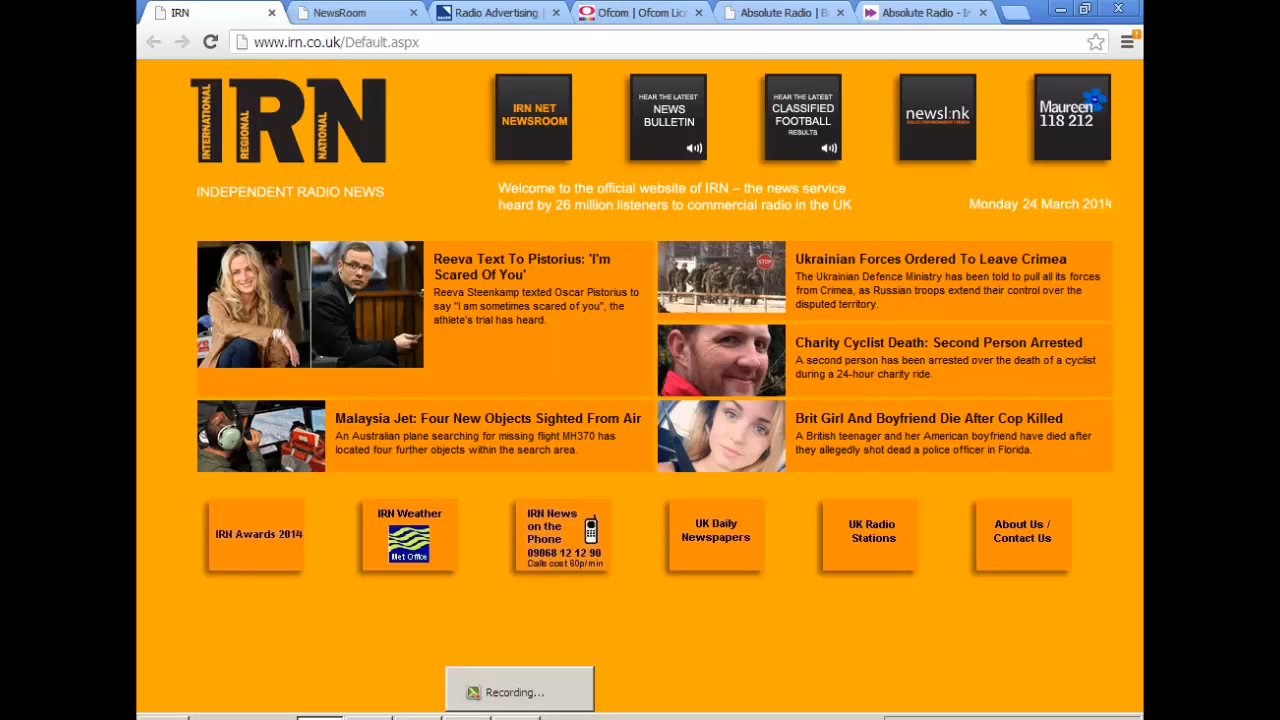 IRN
NewsRoom
Radio Advertising |
Ofcom | Ofcom Lice
Absolute Radio | B
Absolute Radio - In
www.irn.co.uk/Default.aspx
INTERNATIONAL
REGIONAL
NATIONAL
IRN
INDEPENDENT RADIO NEWS
IRN NET
NEWSROOM
HEAR THE LATEST
NEWS
BULLETIN
HEAR THE LATEST
CLASSIFIED
FOOTBALL
RESULTS
newsl:nk
Maureen
118 212
Welcome to the official website of IRN – the news service
heard by 26 million listeners to commercial radio in the UK
Monday 24 March 2014
Reeva Text To Pistorius: 'I'm
Scared Of You'
Reeva Steenkamp texted Oscar Pistorius to
say "I am sometimes scared of you", the
athlete's trial has heard.
STOP
Ukrainian Forces Ordered To Leave Crimea
The Ukrainian Defence Ministry has been told to pull all its forces
from Crimea, as Russian troops extend their control over the
disputed territory.
Charity Cyclist Death: Second Person Arrested
A second person has been arrested over the death of a cyclist
during a 24-hour charity ride.
Malaysia Jet: Four New Objects Sighted From Air
An Australian plane searching for missing flight MH370 has
located four further objects within the search area.
Brit Girl And Boyfriend Die After Cop Killed
A British teenager and her American boyfriend have died after
they allegedly shot dead a police officer in Florida.
IRN Awards 2014
IRN Weather
Met Office
IRN News
on the
Phone
09068 12 12 90
Calls cost 60p/min
UK Daily
Newspapers
UK Radio
Stations
About Us /
Contact Us
Recording...